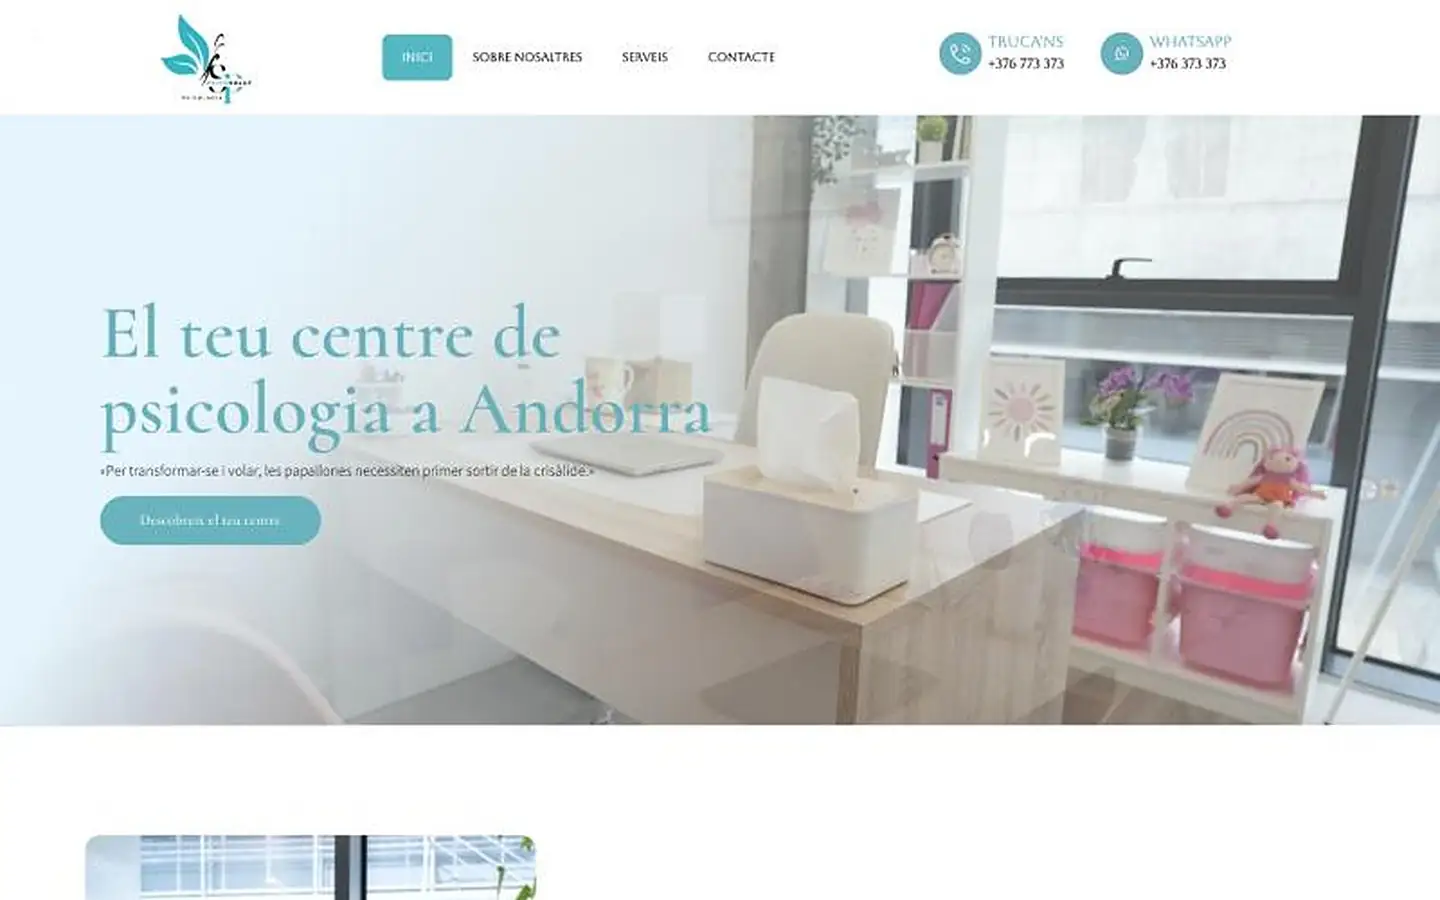 INICI
SOBRE NOSALTRES
SERVEIS
CONTACTE
TRUCA'NS
+376 773 373
WHATSAPP
+376 373 373
El teu centre de
psicologia a Andorra
«Per transformar-se i volar, les papallones necessiten primer sortir de la crisàlide.»
Descobreix el teu centre